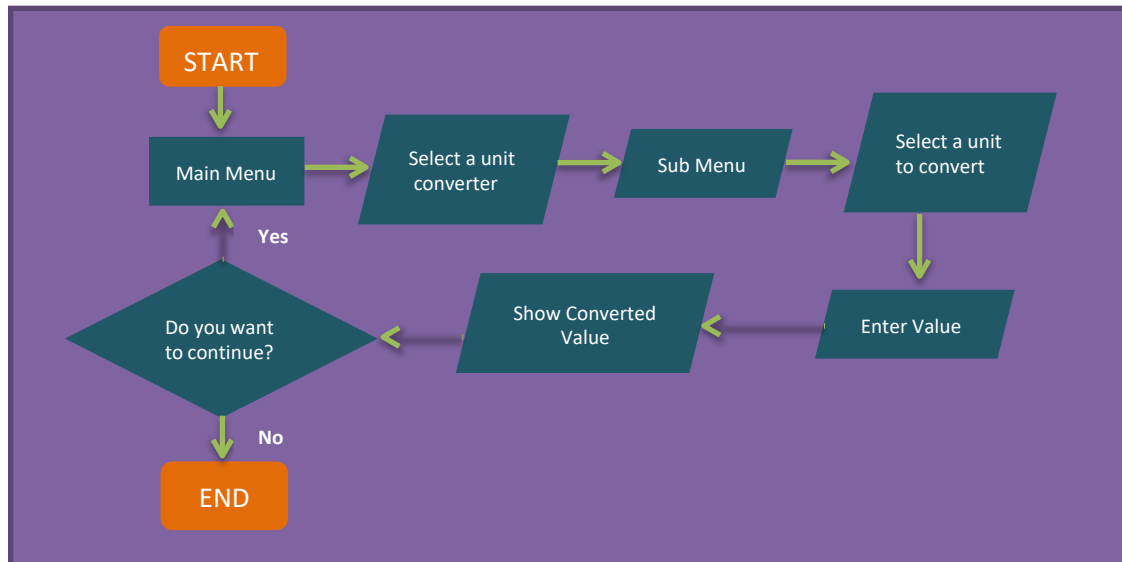 START
Main Menu
Select a unit
converter
Sub Menu
Select a unit
to convert
Enter Value
Show Converted
Value
Do you want
to continue?
Yes
No
END